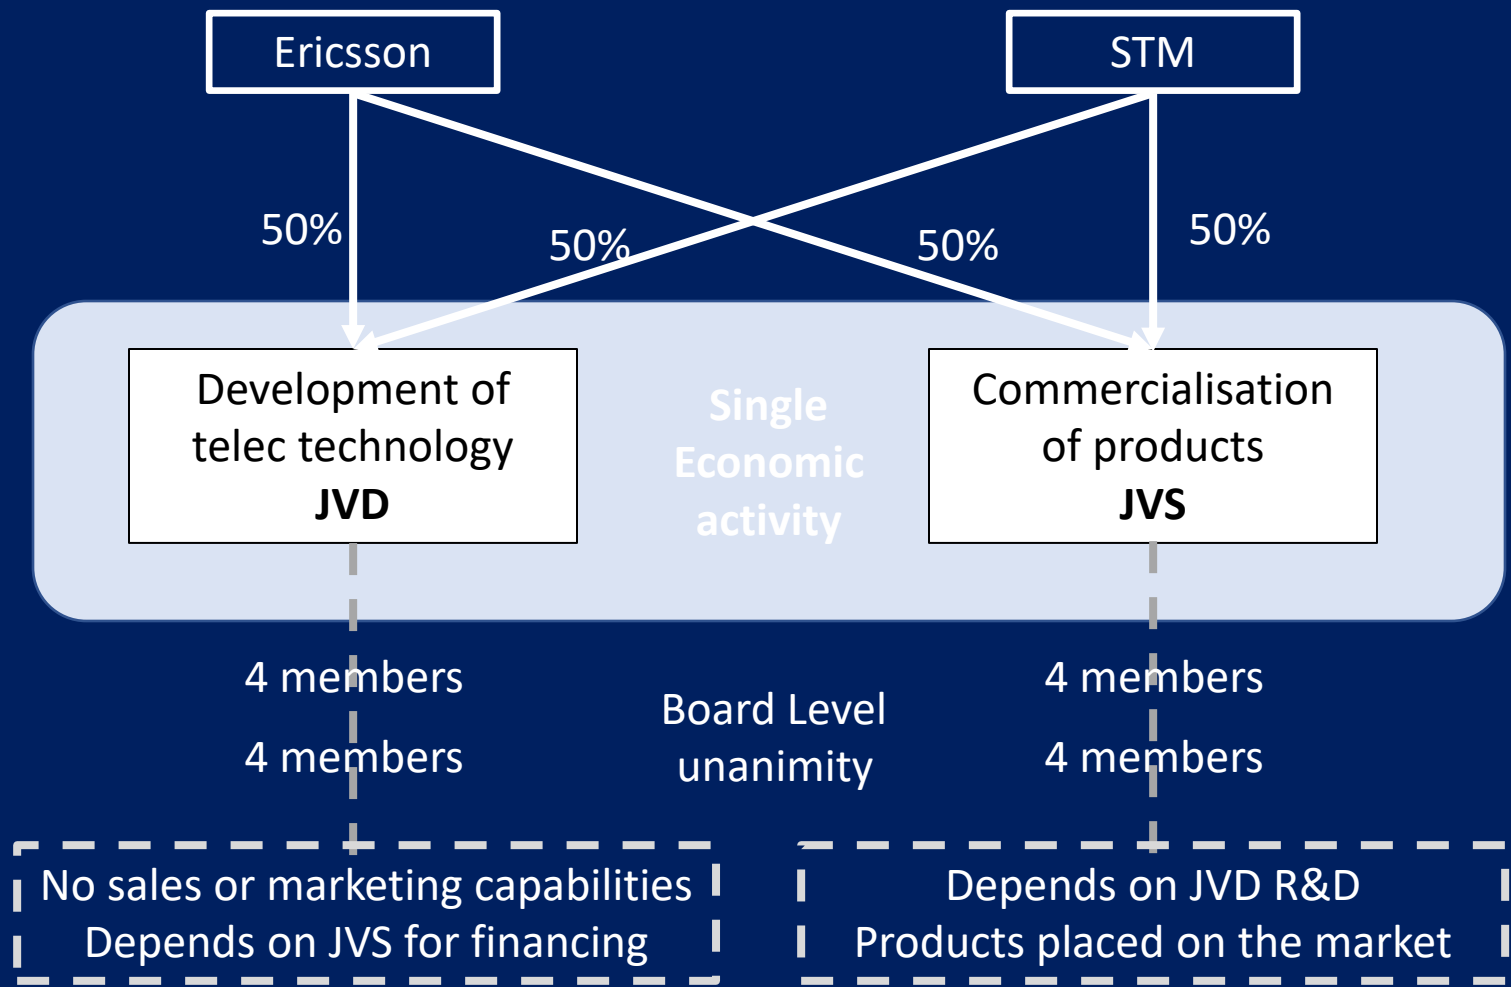 Ericsson
STM
50%
50%
50%
50%
Development of
telec technology
JVD
Single
Economic
activity
Commercialisation
of products
JVS
4 members
4 members
Board Level
unanimity
4 members
4 members
No sales or marketing capabilities
Depends on JVS for financing
Depends on JVD R&D
Products placed on the market